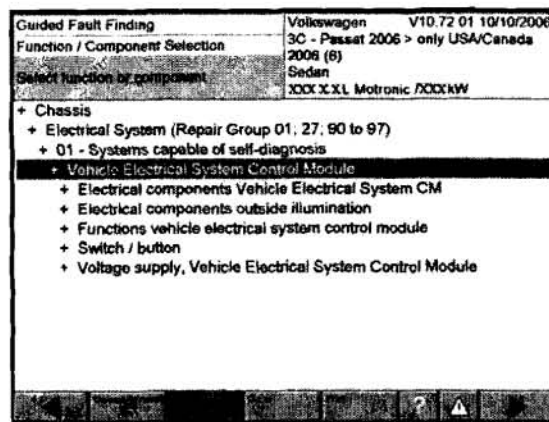 Guided Fault Finding
Function / Component Selection
Select function or component
Volkswagen V10.72 01 10/10/2006
3C - Passat 2006 > only USA/Canada
2006 (6)
Sedan
XXX X.XL Motronic /XXXkW
+ Chassis
+ Electrical System (Repair Group 01; 27; 90 to 97)
+ 01 - Systems capable of self-diagnosis
+ Vehicle Electrical System Control Module
+ Electrical components Vehicle Electrical System CM
+ Electrical components outside illumination
+ Functions vehicle electrical system control module
+ Switch / button
+ Voltage supply, Vehicle Electrical System Control Module
?